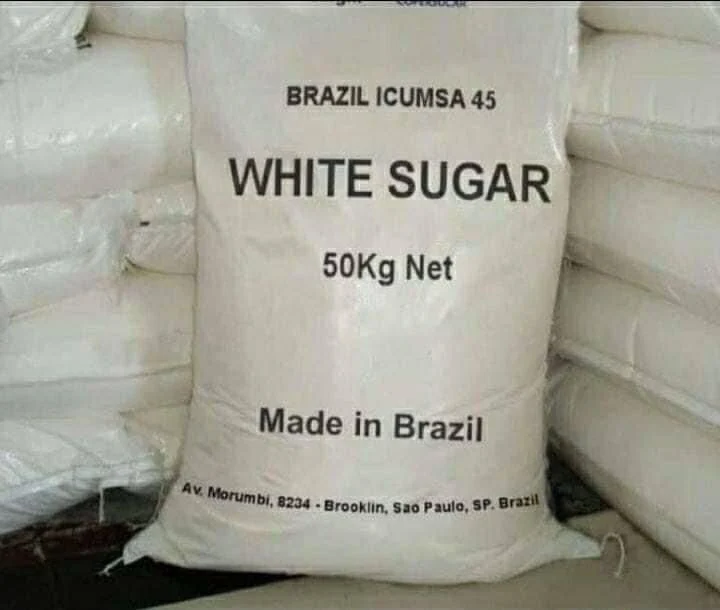 BRAZIL ICUMSA 45
WHITE SUGAR
50Kg Net
Made in Brazil
Av. Morumbi, 8234 - Brooklin, Sao Paulo, SP. Brazil